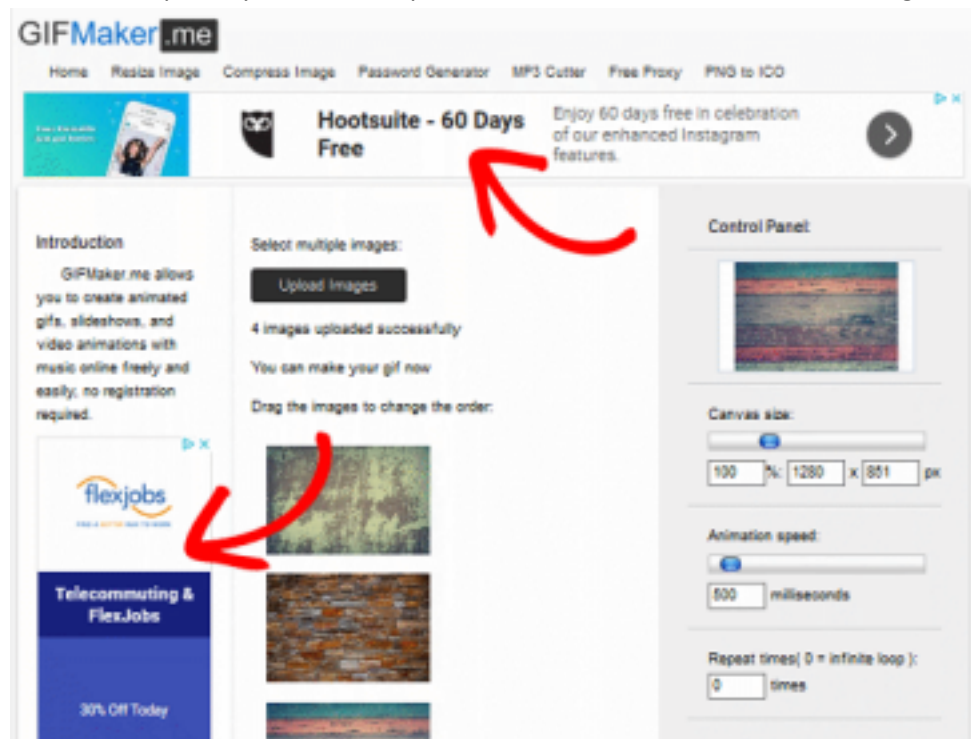 GIFMaker.me
Home Resize Image Compress Image Password Generator MP3 Cutter Free Proxy PNG to ICO
Hootsuite - 60 Days
Free
Enjoy 60 days free in celebration
of our enhanced Instagram
features.
Introduction
GIFMaker.me allows
you to create animated
gifs, slideshows, and
video animations with
music online freely and
easily, no registration
required.
flexjobs
Telecommuting &
FlexJobs
30% Off Today
Select multiple images:
Upload Images
4 images uploaded successfully
You can make your gif now
Drag the images to change the order:
Control Panel:
Canvas size:
100 %: 1280 x 851 px
Animation speed:
500 milliseconds
Repeat times( 0 = infinite loop ):
0 times